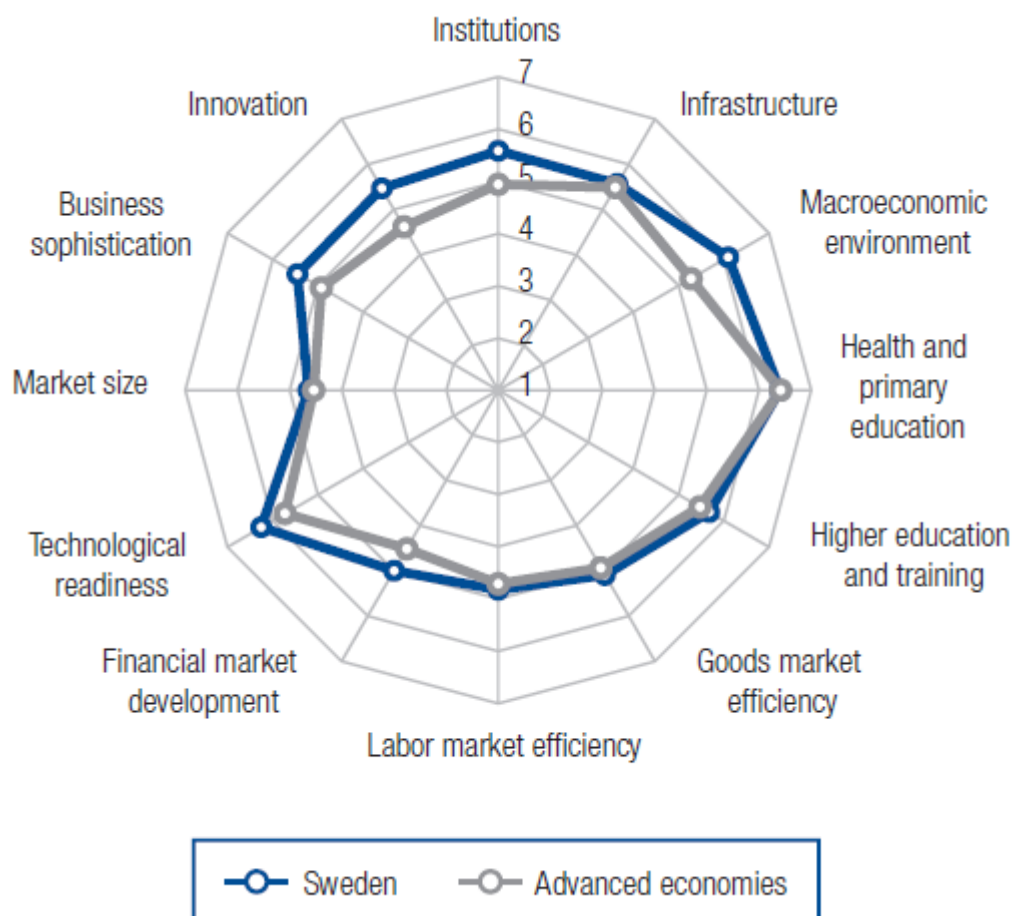 Institutions
7
Innovation
Infrastructure
6
5
Business
sophistication
Macroeconomic
environment
4
3
2
Market size
1
Health and
primary
education
Technological
readiness
Higher education
and training
Financial market
development
Goods market
efficiency
Labor market efficiency
Sweden
Advanced economies